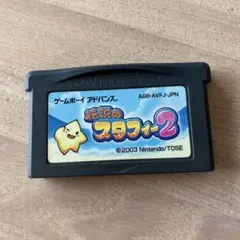 ゲームボーイ アドバンス AGB-AVFJ-JPN
伝説の
スタフィー2
©2003 Nintendo/TOSE